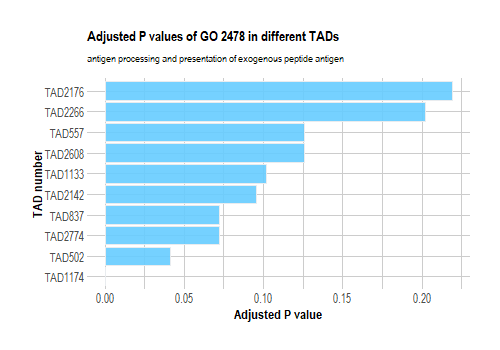 Adjusted P values of GO 2478 in different TADs
antigen processing and presentation of exogenous peptide antigen
TAD2176
TAD2266
TAD557
TAD2608
TAD1133
TAD2142
TAD837
TAD2774
TAD502
TAD1174
TAD number
0.00 0.05 0.10 0.15 0.20
Adjusted P value